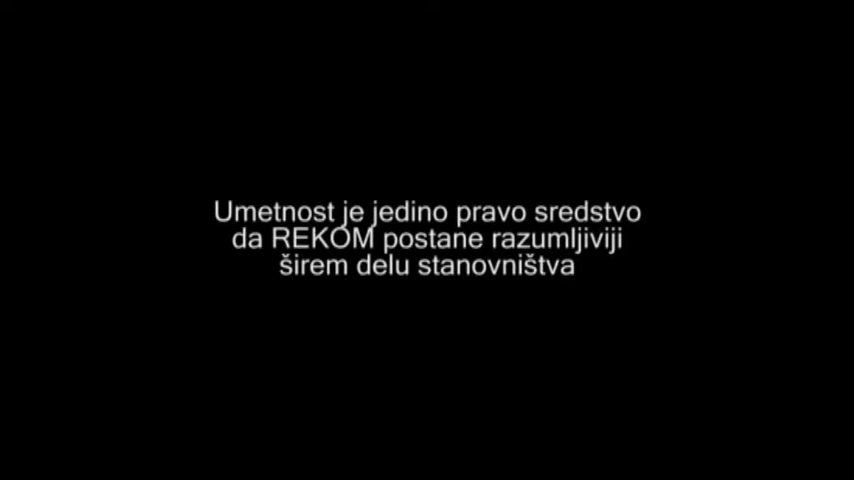 Umetnost je jedino pravo sredstvo
da REKOM postane razumljiviji
širem delu stanovništva